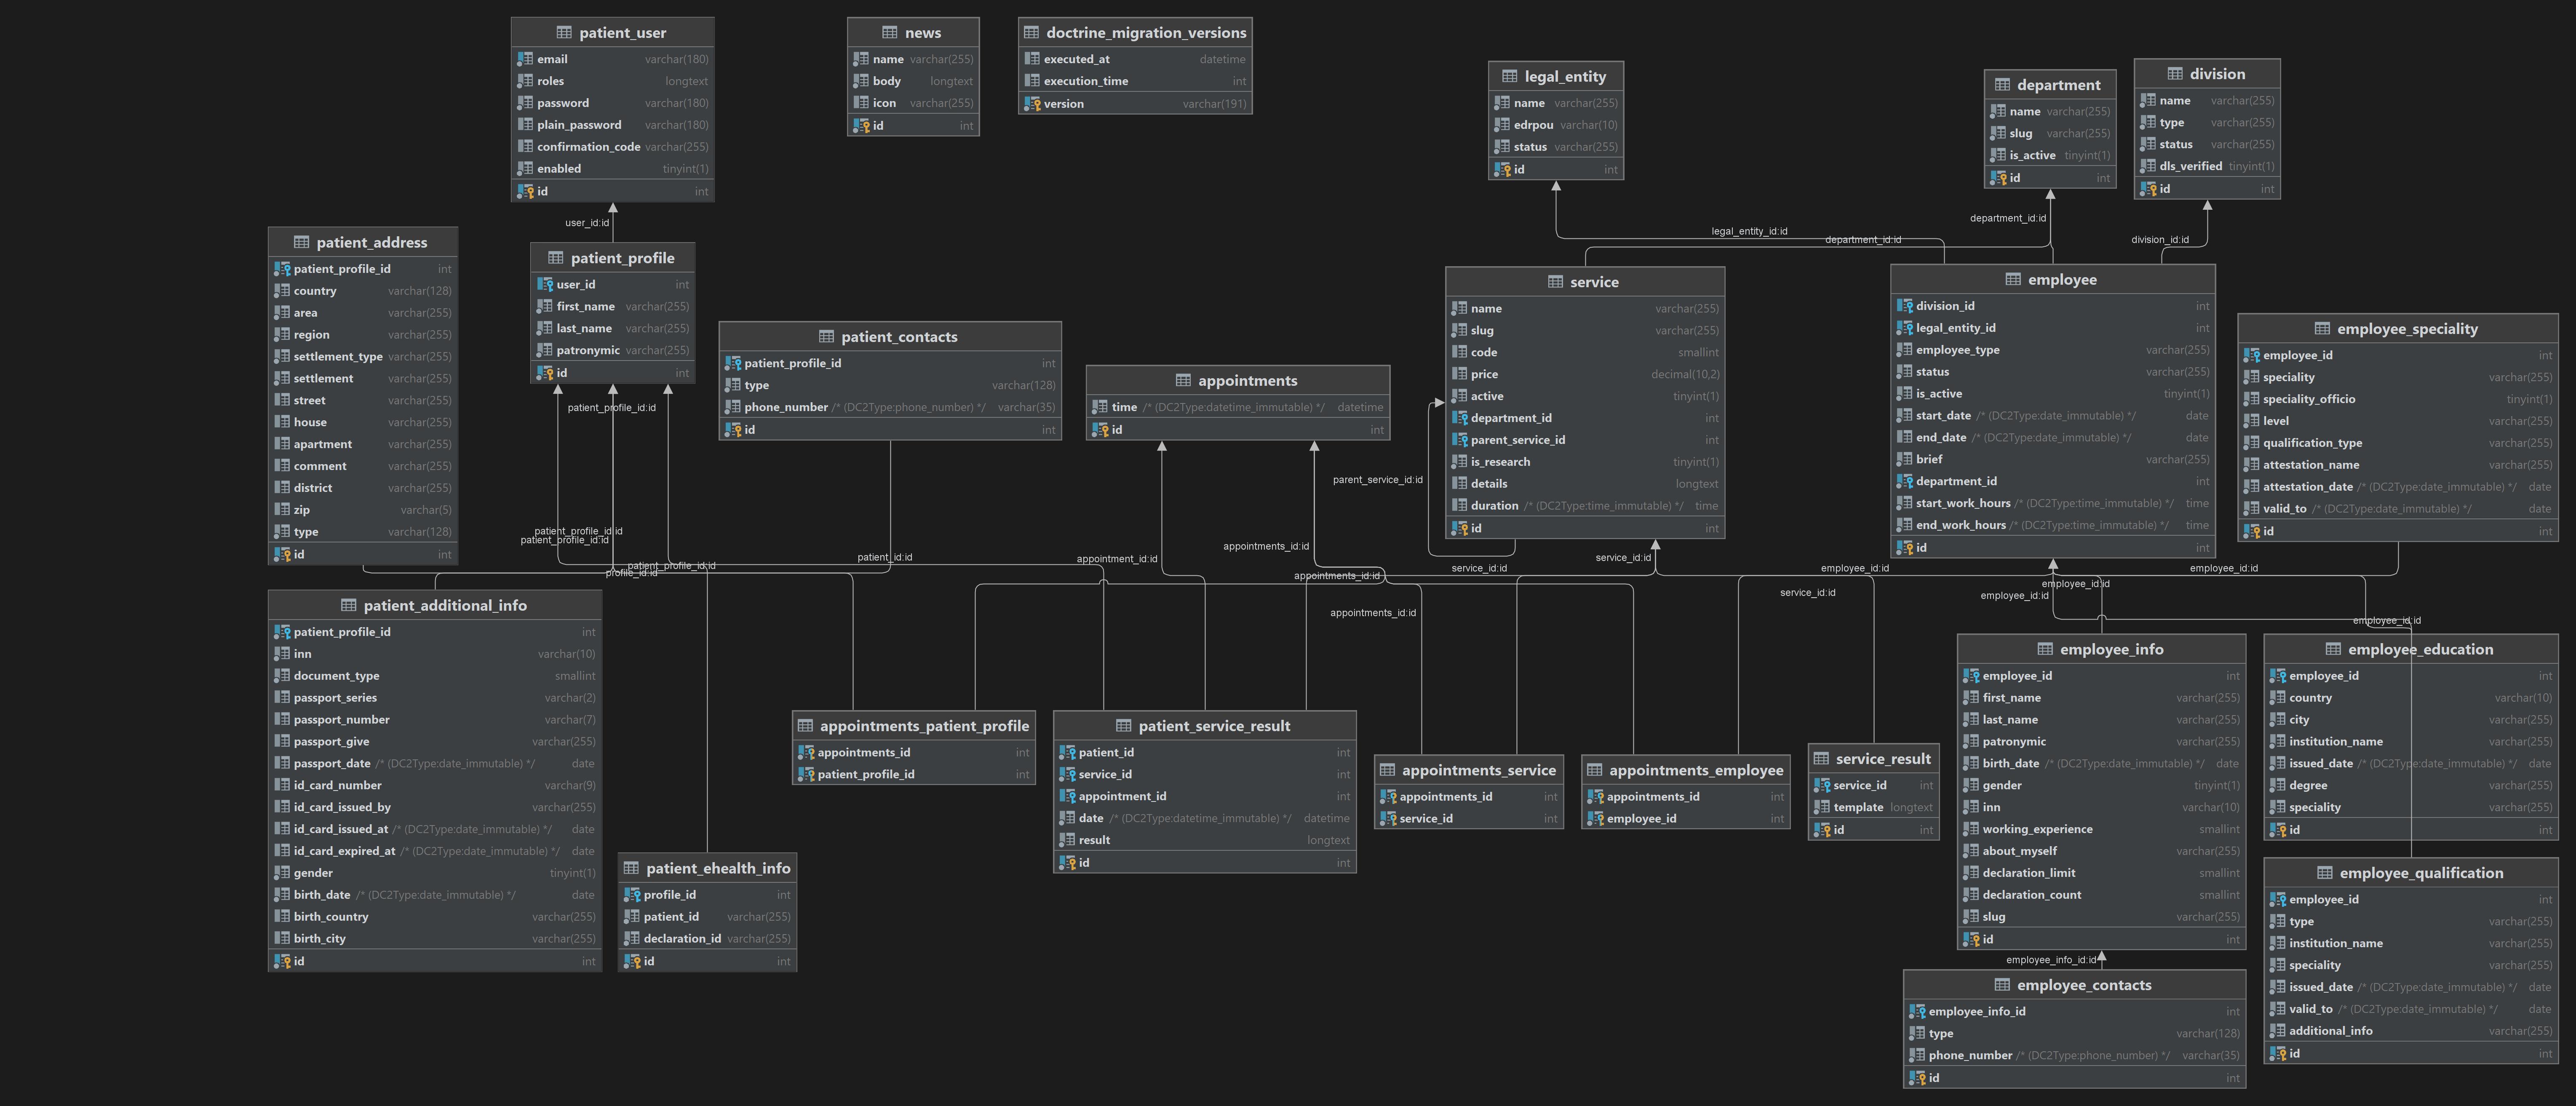 patient_user
email varchar(180)
roles longtext
password varchar(180)
plain_password varchar(180)
confirmation_code varchar(255)
enabled tinyint(1)
id int
news
name varchar(255)
body longtext
icon varchar(255)
id int
doctrine_migration_versions
executed_at datetime
execution_time int
version varchar(191)
legal_entity
name varchar(255)
edrpou varchar(10)
status varchar(255)
id int
department
name varchar(255)
slug varchar(255)
is_active tinyint(1)
id int
division
name varchar(255)
type varchar(255)
status varchar(255)
dls_verified tinyint(1)
id int
user_id:id
legal_entity_id:id
department_id:id
department_id:id
division_id:id
patient_address
patient_profile_id int
country varchar(128)
area varchar(255)
region varchar(255)
settlement_type varchar(255)
settlement varchar(255)
street varchar(255)
house varchar(255)
apartment varchar(255)
comment varchar(255)
district varchar(255)
zip varchar(5)
type varchar(128)
id int
patient_profile
user_id int
first_name varchar(255)
last_name varchar(255)
patronymic varchar(255)
id int
patient_contacts
patient_profile_id int
type varchar(128)
phone_number /* (DC2Type:phone_number) */ varchar(35)
id int
appointments
time /* (DC2Type:datetime_immutable) */ datetime
id int
service
name varchar(255)
slug varchar(255)
code smallint
price decimal(10,2)
active tinyint(1)
department_id int
parent_service_id int
is_research tinyint(1)
details longtext
duration /* (DC2Type:time_immutable) */ time
id int
employee
division_id int
legal_entity_id int
employee_type varchar(255)
status varchar(255)
is_active tinyint(1)
start_date /* (DC2Type:date_immutable) */ date
end_date /* (DC2Type:date_immutable) */ date
brief varchar(255)
department_id int
start_work_hours /* (DC2Type:time_immutable) */ time
end_work_hours /* (DC2Type:time_immutable) */ time
id int
employee_speciality
employee_id int
speciality varchar(255)
speciality_officio tinyint(1)
level varchar(255)
qualification_type varchar(255)
attestation_name varchar(255)
attestation_date /* (DC2Type:date_immutable) */ date
valid_to /* (DC2Type:date_immutable) */ date
id int
patient_profile_id:id
parent_service_id:id
patient_profile_id:id
patient_profile_id:id
patient_profile_id:id
profile_id:id
patient_id:id
appointment_id:id
appointments_id:id
appointments_id:id
appointments_id:id
service_id:id
service_id:id
service_id:id
employee_id:id
employee_id:id
employee_id:id
employee_id:id
employee_id:id
patient_additional_info
patient_profile_id int
inn varchar(10)
document_type smallint
passport_series varchar(2)
passport_number varchar(7)
passport_give varchar(255)
passport_date /* (DC2Type:date_immutable) */ date
id_card_number varchar(9)
id_card_issued_by varchar(255)
id_card_issued_at /* (DC2Type:date_immutable) */ date
id_card_expired_at /* (DC2Type:date_immutable) */ date
gender tinyint(1)
birth_date /* (DC2Type:date_immutable) */ date
birth_country varchar(255)
birth_city varchar(255)
id int
patient_ehealth_info
profile_id int
patient_id varchar(255)
declaration_id varchar(255)
id int
appointments_patient_profile
appointments_id int
patient_profile_id int
patient_service_result
patient_id int
service_id int
appointment_id int
date /* (DC2Type:datetime_immutable) */ datetime
result longtext
id int
appointments_service
appointments_id int
service_id int
appointments_employee
appointments_id int
employee_id int
service_result
service_id int
template longtext
id int
employee_info
employee_id int
first_name varchar(255)
last_name varchar(255)
patronymic varchar(255)
birth_date /* (DC2Type:date_immutable) */ date
gender tinyint(1)
inn varchar(10)
working_experience smallint
about_myself varchar(255)
declaration_limit smallint
declaration_count smallint
slug varchar(255)
id int
employee_education
employee_id int
country varchar(10)
city varchar(255)
institution_name varchar(255)
issued_date /* (DC2Type:date_immutable) */ date
degree varchar(255)
speciality varchar(255)
id int
employee_qualification
employee_id int
type varchar(255)
institution_name varchar(255)
speciality varchar(255)
issued_date /* (DC2Type:date_immutable) */ date
valid_to /* (DC2Type:date_immutable) */ date
additional_info varchar(255)
id int
employee_info_id:id
employee_contacts
employee_info_id int
type varchar(128)
phone_number /* (DC2Type:phone_number) */ varchar(35)
id int